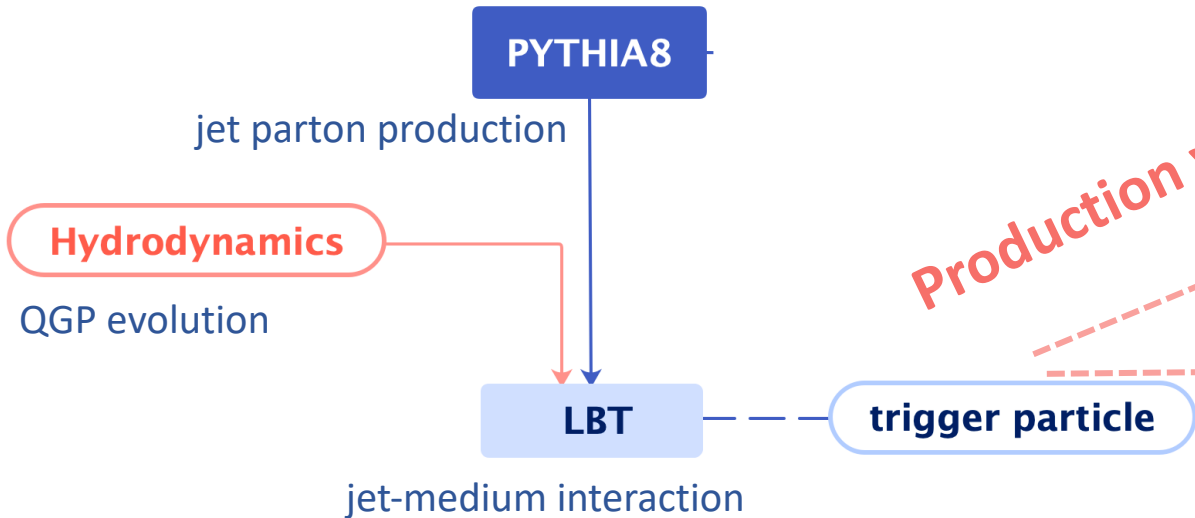 PYTHIA8
jet parton production
Production
Hydrodynamics
QGP evolution
LBT
trigger particle
jet-medium interaction